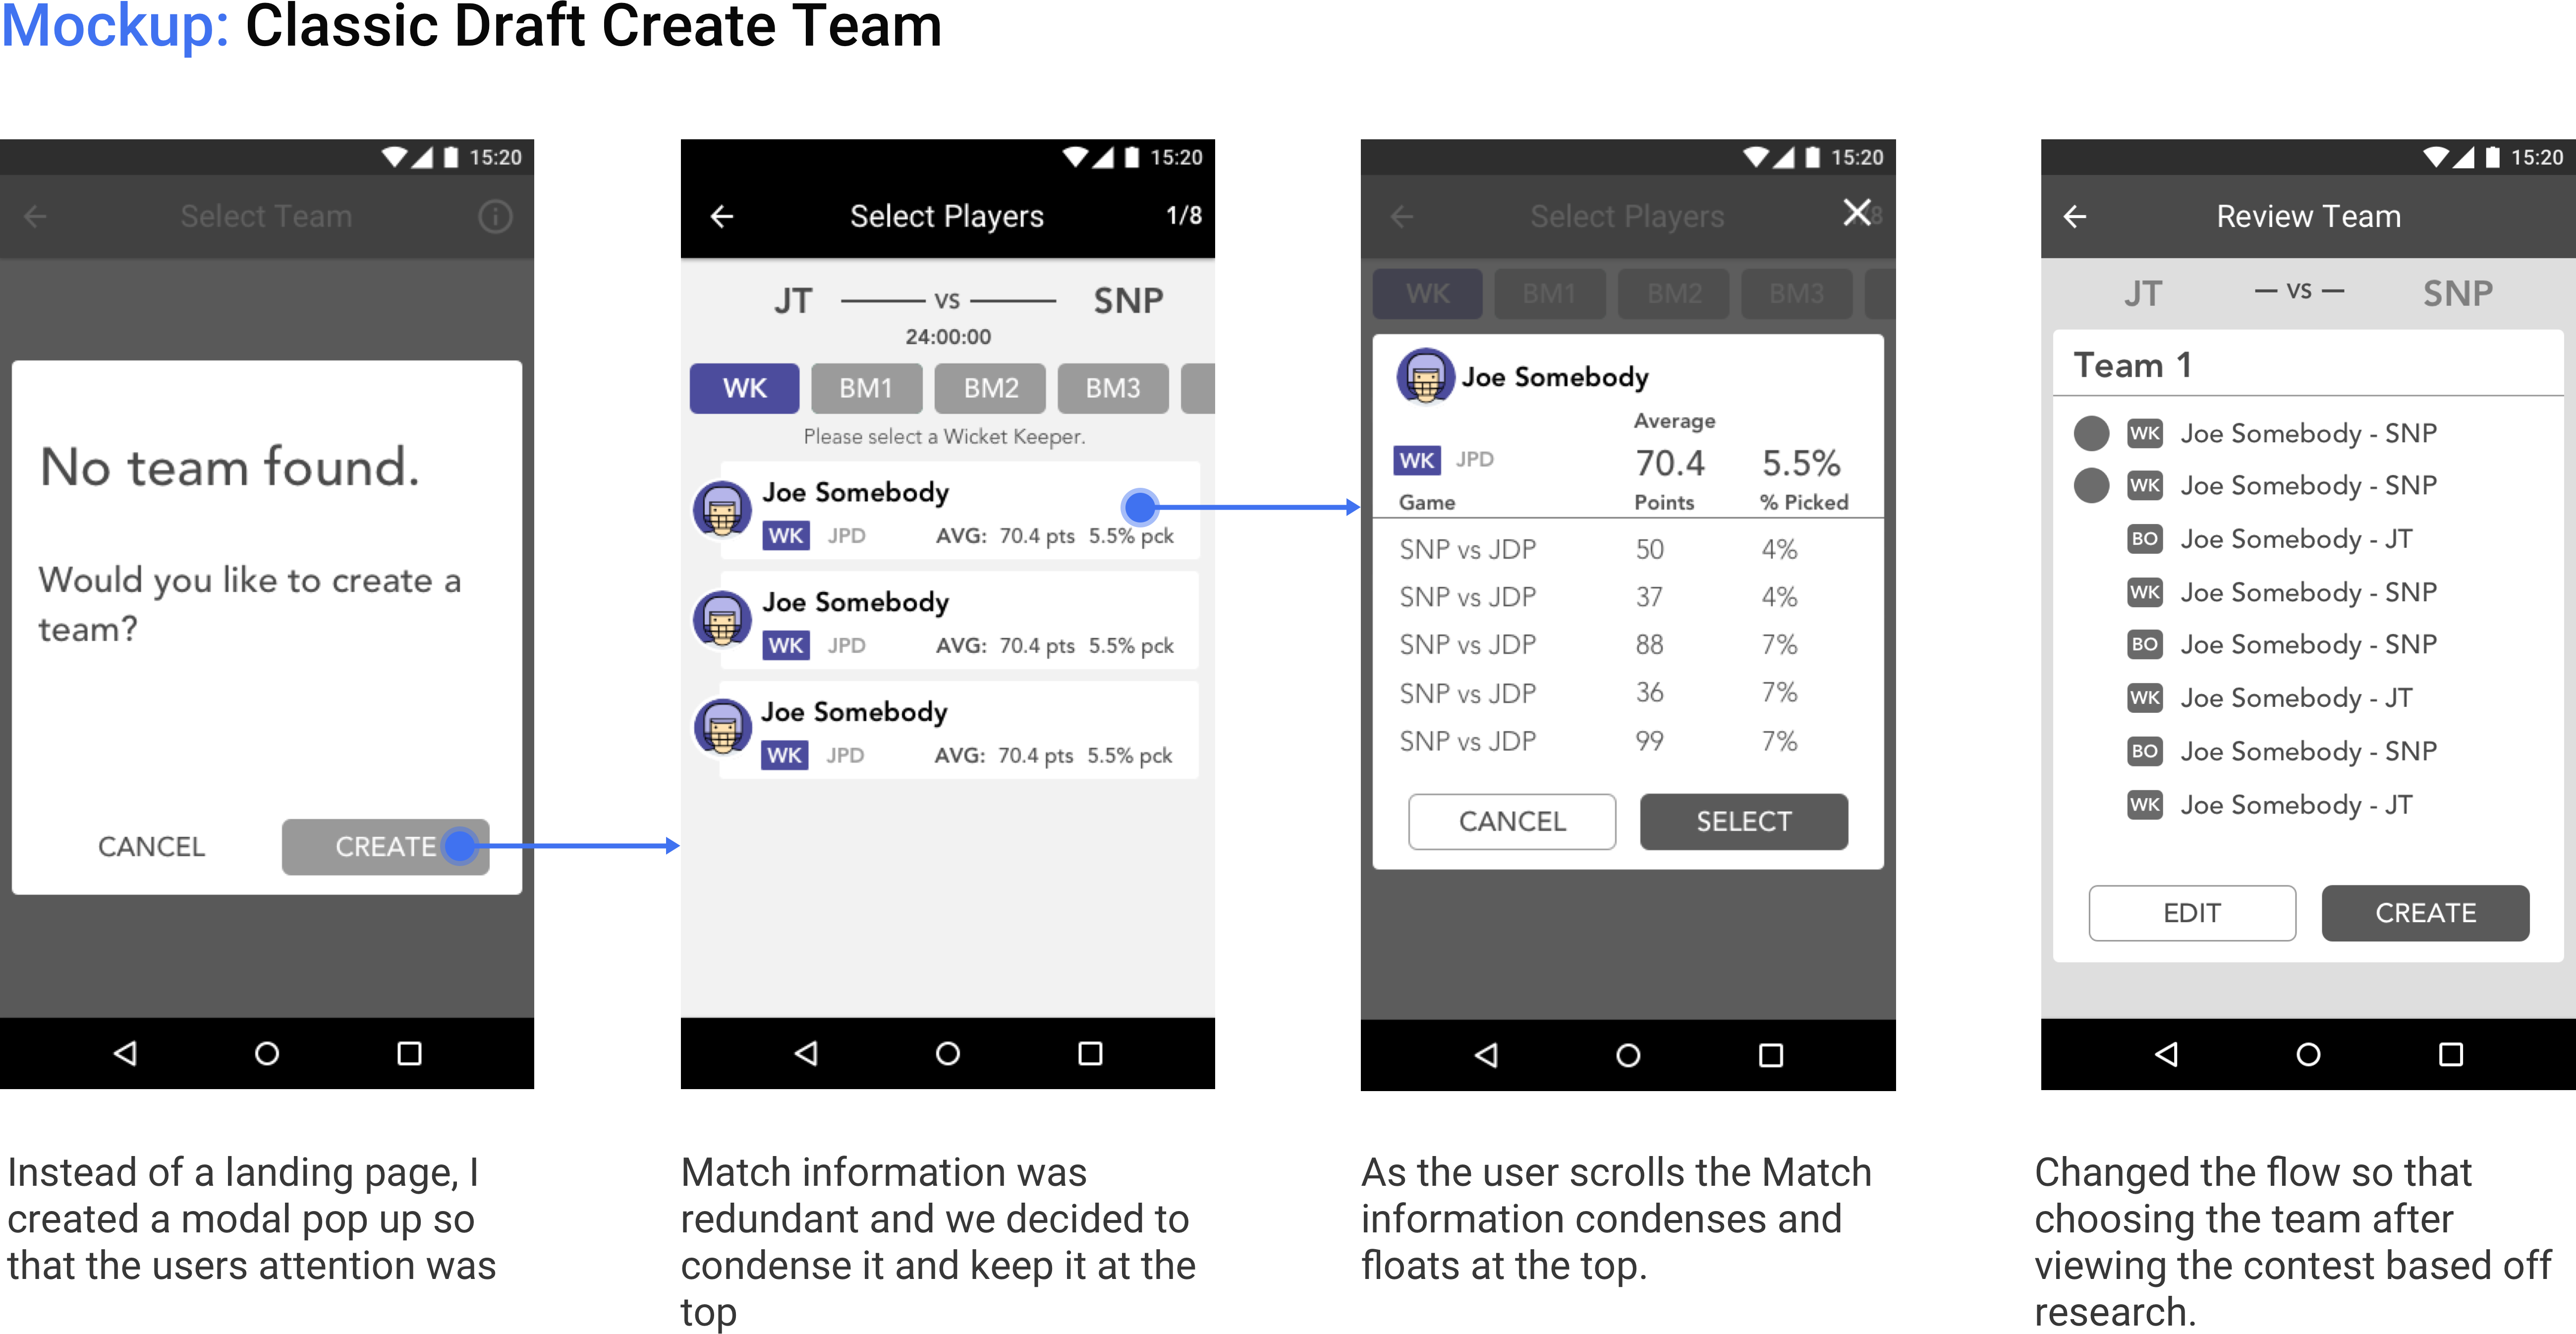 Mockup: Classic Draft Create Team
15:20
Select Team
No team found.
Would you like to create a
team?
CANCEL
CREATE
Instead of a landing page, I
created a modal pop up so
that the users attention was
15:20
Select Players
1/8
JT
VS
SNP
24:00:00
WK
BM1
BM2
BM3
Please select a Wicket Keeper.
Joe Somebody
WK JPD AVG: 70.4 pts 5.5% pck
Joe Somebody
WK JPD AVG: 70.4 pts 5.5% pck
Joe Somebody
WK JPD AVG: 70.4 pts 5.5% pck
Match information was
redundant and we decided to
condense it and keep it at the
top
15:20
Select Players
8
WK
BM1
BM2
BM3
Joe Somebody
Average
WK JPD 70.4 5.5%
Game Points % Picked
SNP vs JDP 50 4%
SNP vs JDP 37 4%
SNP vs JDP 88 7%
SNP vs JDP 36 7%
SNP vs JDP 99 7%
CANCEL
SELECT
As the user scrolls the Match
information condenses and
floats at the top.
15:20
Review Team
JT
VS
SNP
Team 1
WK Joe Somebody - SNP
WK Joe Somebody - SNP
BO Joe Somebody - JT
WK Joe Somebody - SNP
BO Joe Somebody - SNP
WK Joe Somebody - JT
BO Joe Somebody - SNP
WK Joe Somebody - JT
EDIT
CREATE
Changed the flow so that
choosing the team after
viewing the contest based off
research.